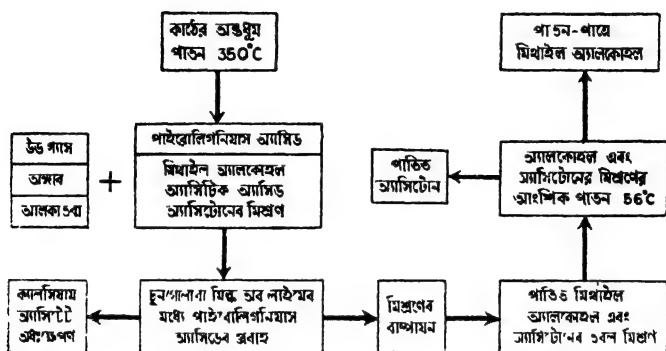 কাঠের অন্তর্ধূম
পাতন 350°C
পাতন-পাত্রে
মিথাইল অ্যালকোহল
উড গ্যাস
অঙ্গার
আলকাতরা
+
পাইরোলিগনিয়াস অ্যাসিড
মিথাইল অ্যালকোহল
অ্যাসিটিক অ্যাসিড
অ্যাসিটোনের মিশ্রণ
পাতিত
অ্যাসিটোন
অ্যালকোহল এবং
অ্যাসিটোনের মিশ্রণের
আংশিক পাতন 56°C
ক্যালসিয়াম
অ্যাসিটেট
অধঃক্ষেপণ
চুনগোলা বা মিল্ক অব লাইমের
মধ্যে পাইরোলিগনিয়াস
অ্যাসিডের প্রবাহ
মিশ্রণের
বাষ্পায়ন
পাতিত মিথাইল
অ্যালকোহল এবং
অ্যাসিটোনের তরল মিশ্রণ